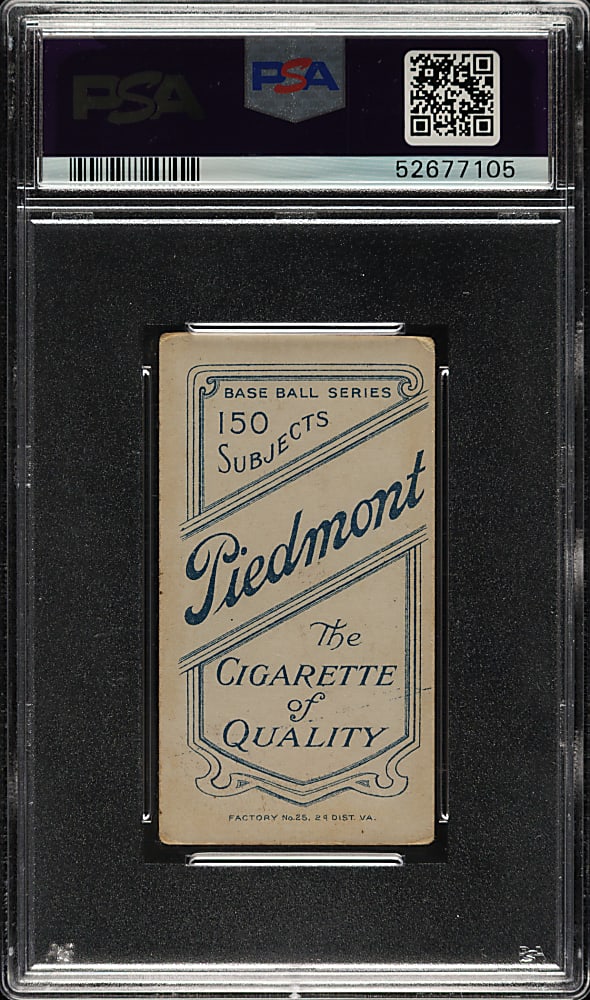 PSA PSA
52677105
BASE BALL SERIES
150
SUBJECTS
Piedmont
The
CIGARETTE
of
QUALITY
FACTORY No.25, 2d DIST. VA.